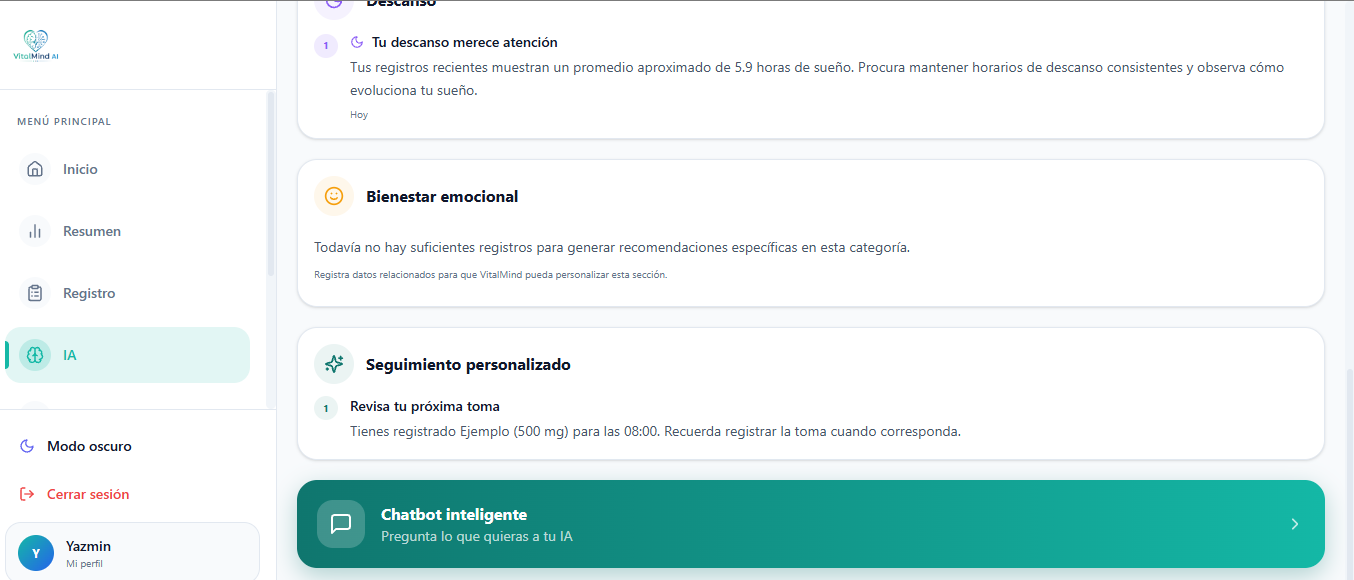 VitalMind AI
MENÚ PRINCIPAL
Inicio
Resumen
Registro
IA
Modo oscuro
Cerrar sesión
Y
Yazmin
Mi perfil
Descanso
1
Tu descanso merece atención
Tus registros recientes muestran un promedio aproximado de 5.9 horas de sueño. Procura mantener horarios de descanso consistentes y observa cómo
evoluciona tu sueño.
Hoy
Bienestar emocional
Todavía no hay suficientes registros para generar recomendaciones específicas en esta categoría.
Registra datos relacionados para que VitalMind pueda personalizar esta sección.
Seguimiento personalizado
1
Revisa tu próxima toma
Tienes registrado Ejemplo (500 mg) para las 08:00. Recuerda registrar la toma cuando corresponda.
Chatbot inteligente
Pregunta lo que quieras a tu IA